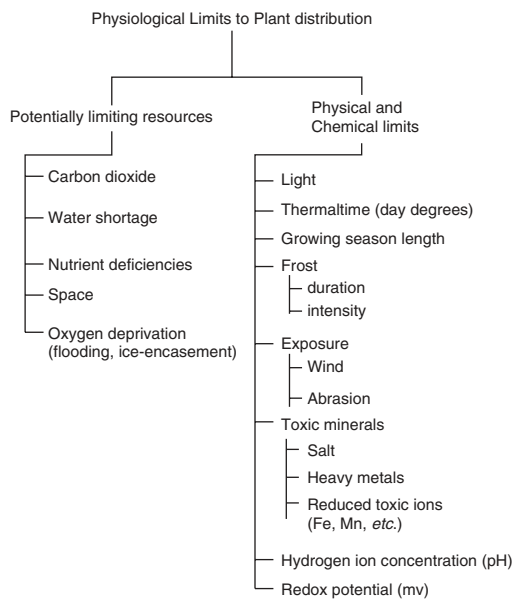 Physiological Limits to Plant distribution
Potentially limiting resources
Carbon dioxide
Water shortage
Nutrient deficiencies
Space
Oxygen deprivation
(flooding, ice-encasement)
Physical and
Chemical limits
Light
Thermaltime (day degrees)
Growing season length
Frost
duration
intensity
Exposure
Wind
Abrasion
Toxic minerals
Salt
Heavy metals
Reduced toxic ions
(Fe, Mn, etc.)
Hydrogen ion concentration (pH)
Redox potential (mv)